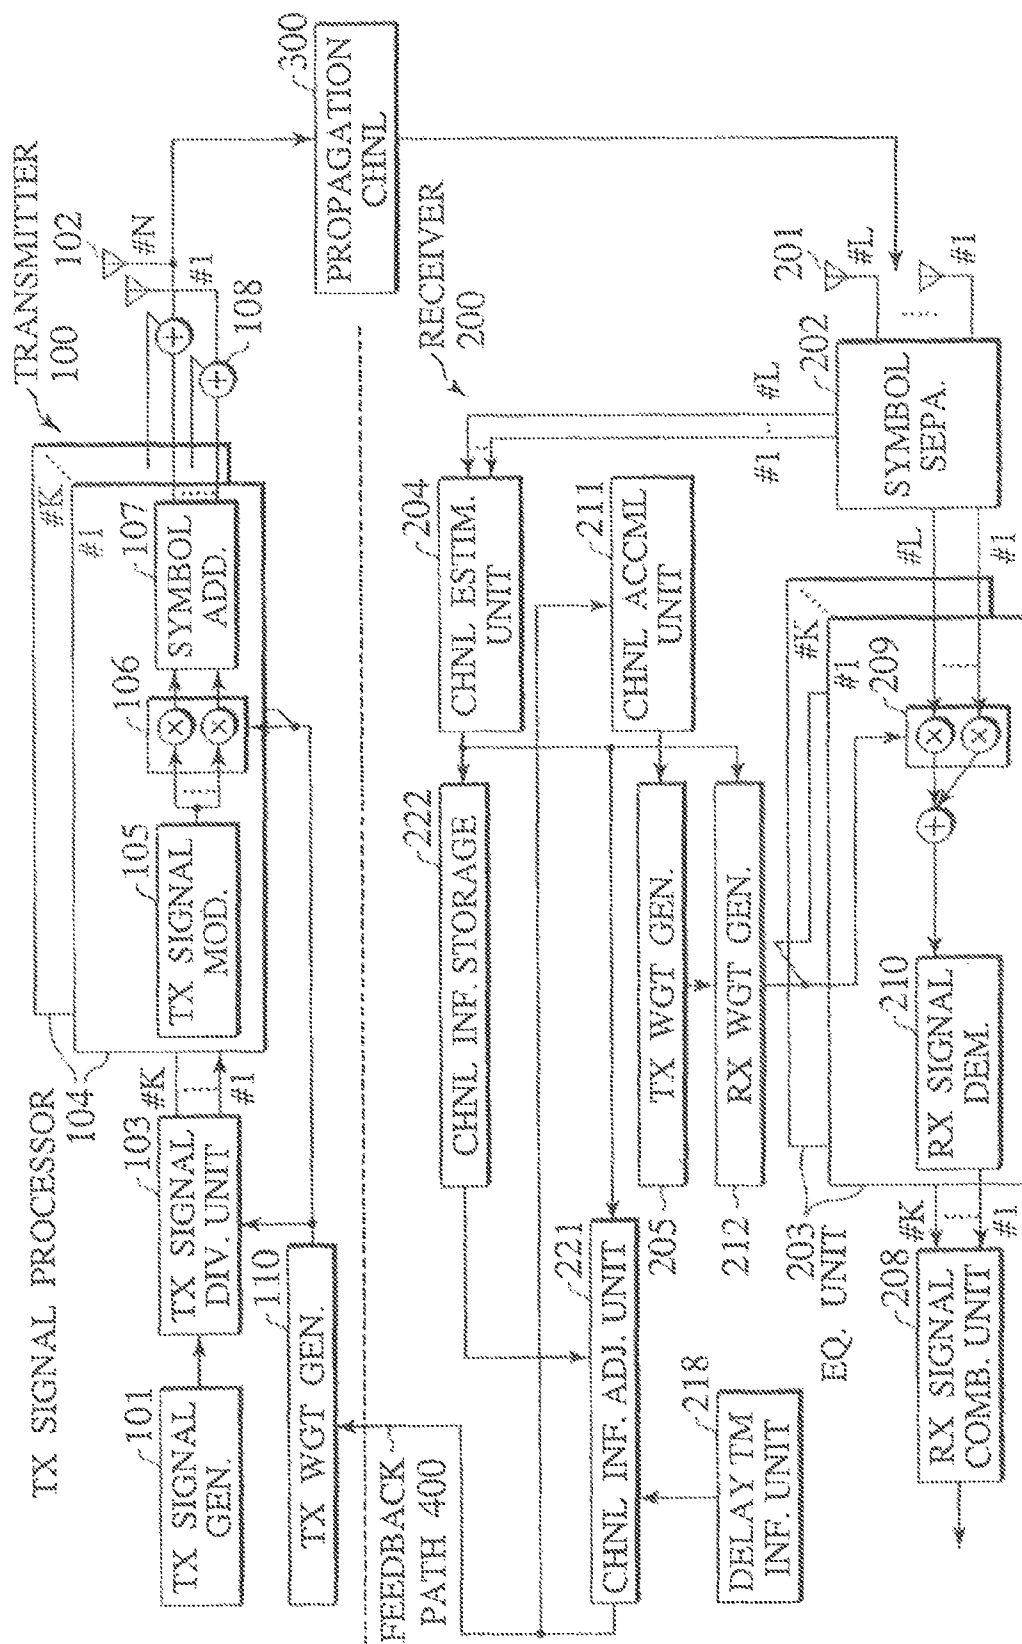 TRANSMITTER
100
TX SIGNAL PROCESSOR
104
101
TX SIGNAL
GEN.
103
TX SIGNAL
DIV. UNIT
#K
#1
#K
#1
105
TX SIGNAL
MOD.
106
107
SYMBOL
ADD.
102
#N
#1
108
110
TX WGT GEN.
300
PROPAGATION
CHNL
FEEDBACK
PATH 400
RECEIVER
200
222
CHNL INF. STORAGE
204
CHNL ESTIM.
UNIT
#1
#L
221
CHNL INF. ADJ. UNIT
211
CHNL ACCML
UNIT
205
TX WGT GEN.
212
RX WGT GEN.
218
DELAY TM
INF. UNIT
203
EQ. UNIT
#K
#1
208
RX SIGNAL
COMB. UNIT
#K
#1
210
RX SIGNAL
DEM.
209
#L
#1
202
SYMBOL
SEPA.
201
#L
#1